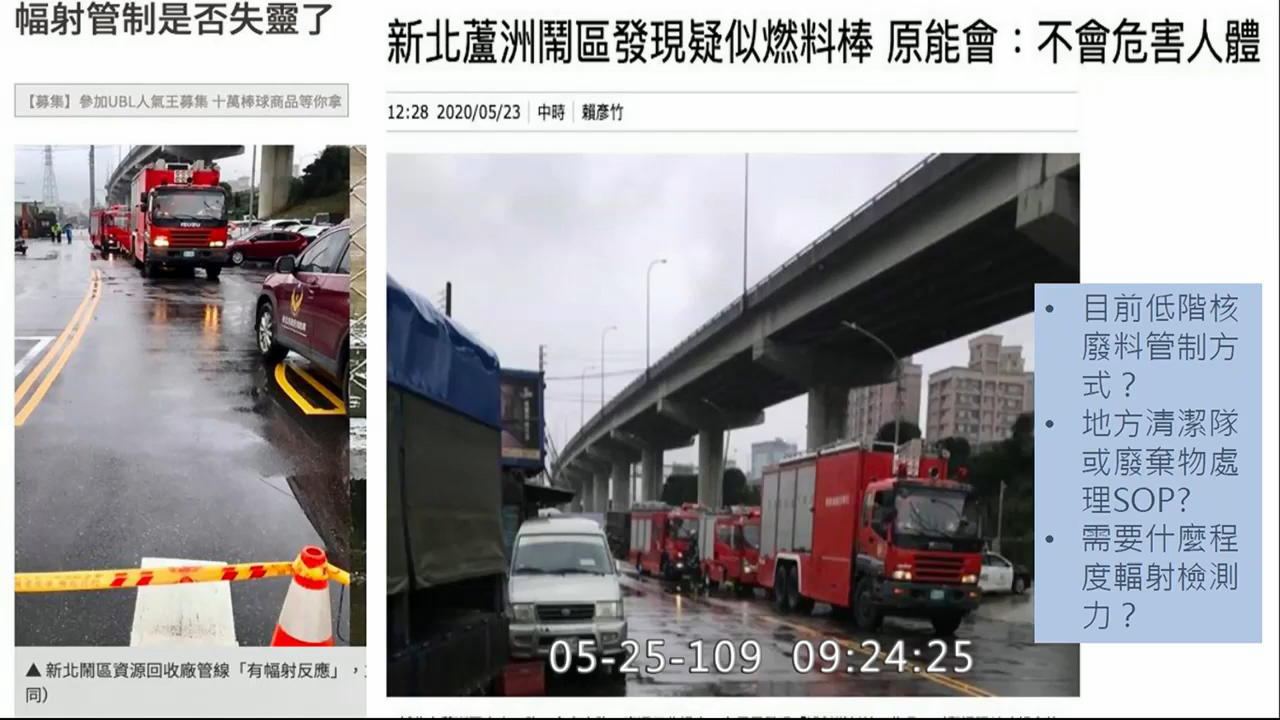 幅射管制是否失靈了
【募集】參加UBL人氣王募集 十萬棒球商品等你拿
▲ 新北鬧區資源回收廠管線「有幅射反應」，
同）
新北蘆洲鬧區發現疑似燃料棒 原能會：不會危害人體
12:28 2020/05/23 中時 賴彥竹
ISUZU
05-25-109 09:24:25
• 目前低階核
廢料管制方
式？
• 地方清潔隊
或廢棄物處
理SOP?
• 需要什麼程
度輻射檢測
力？